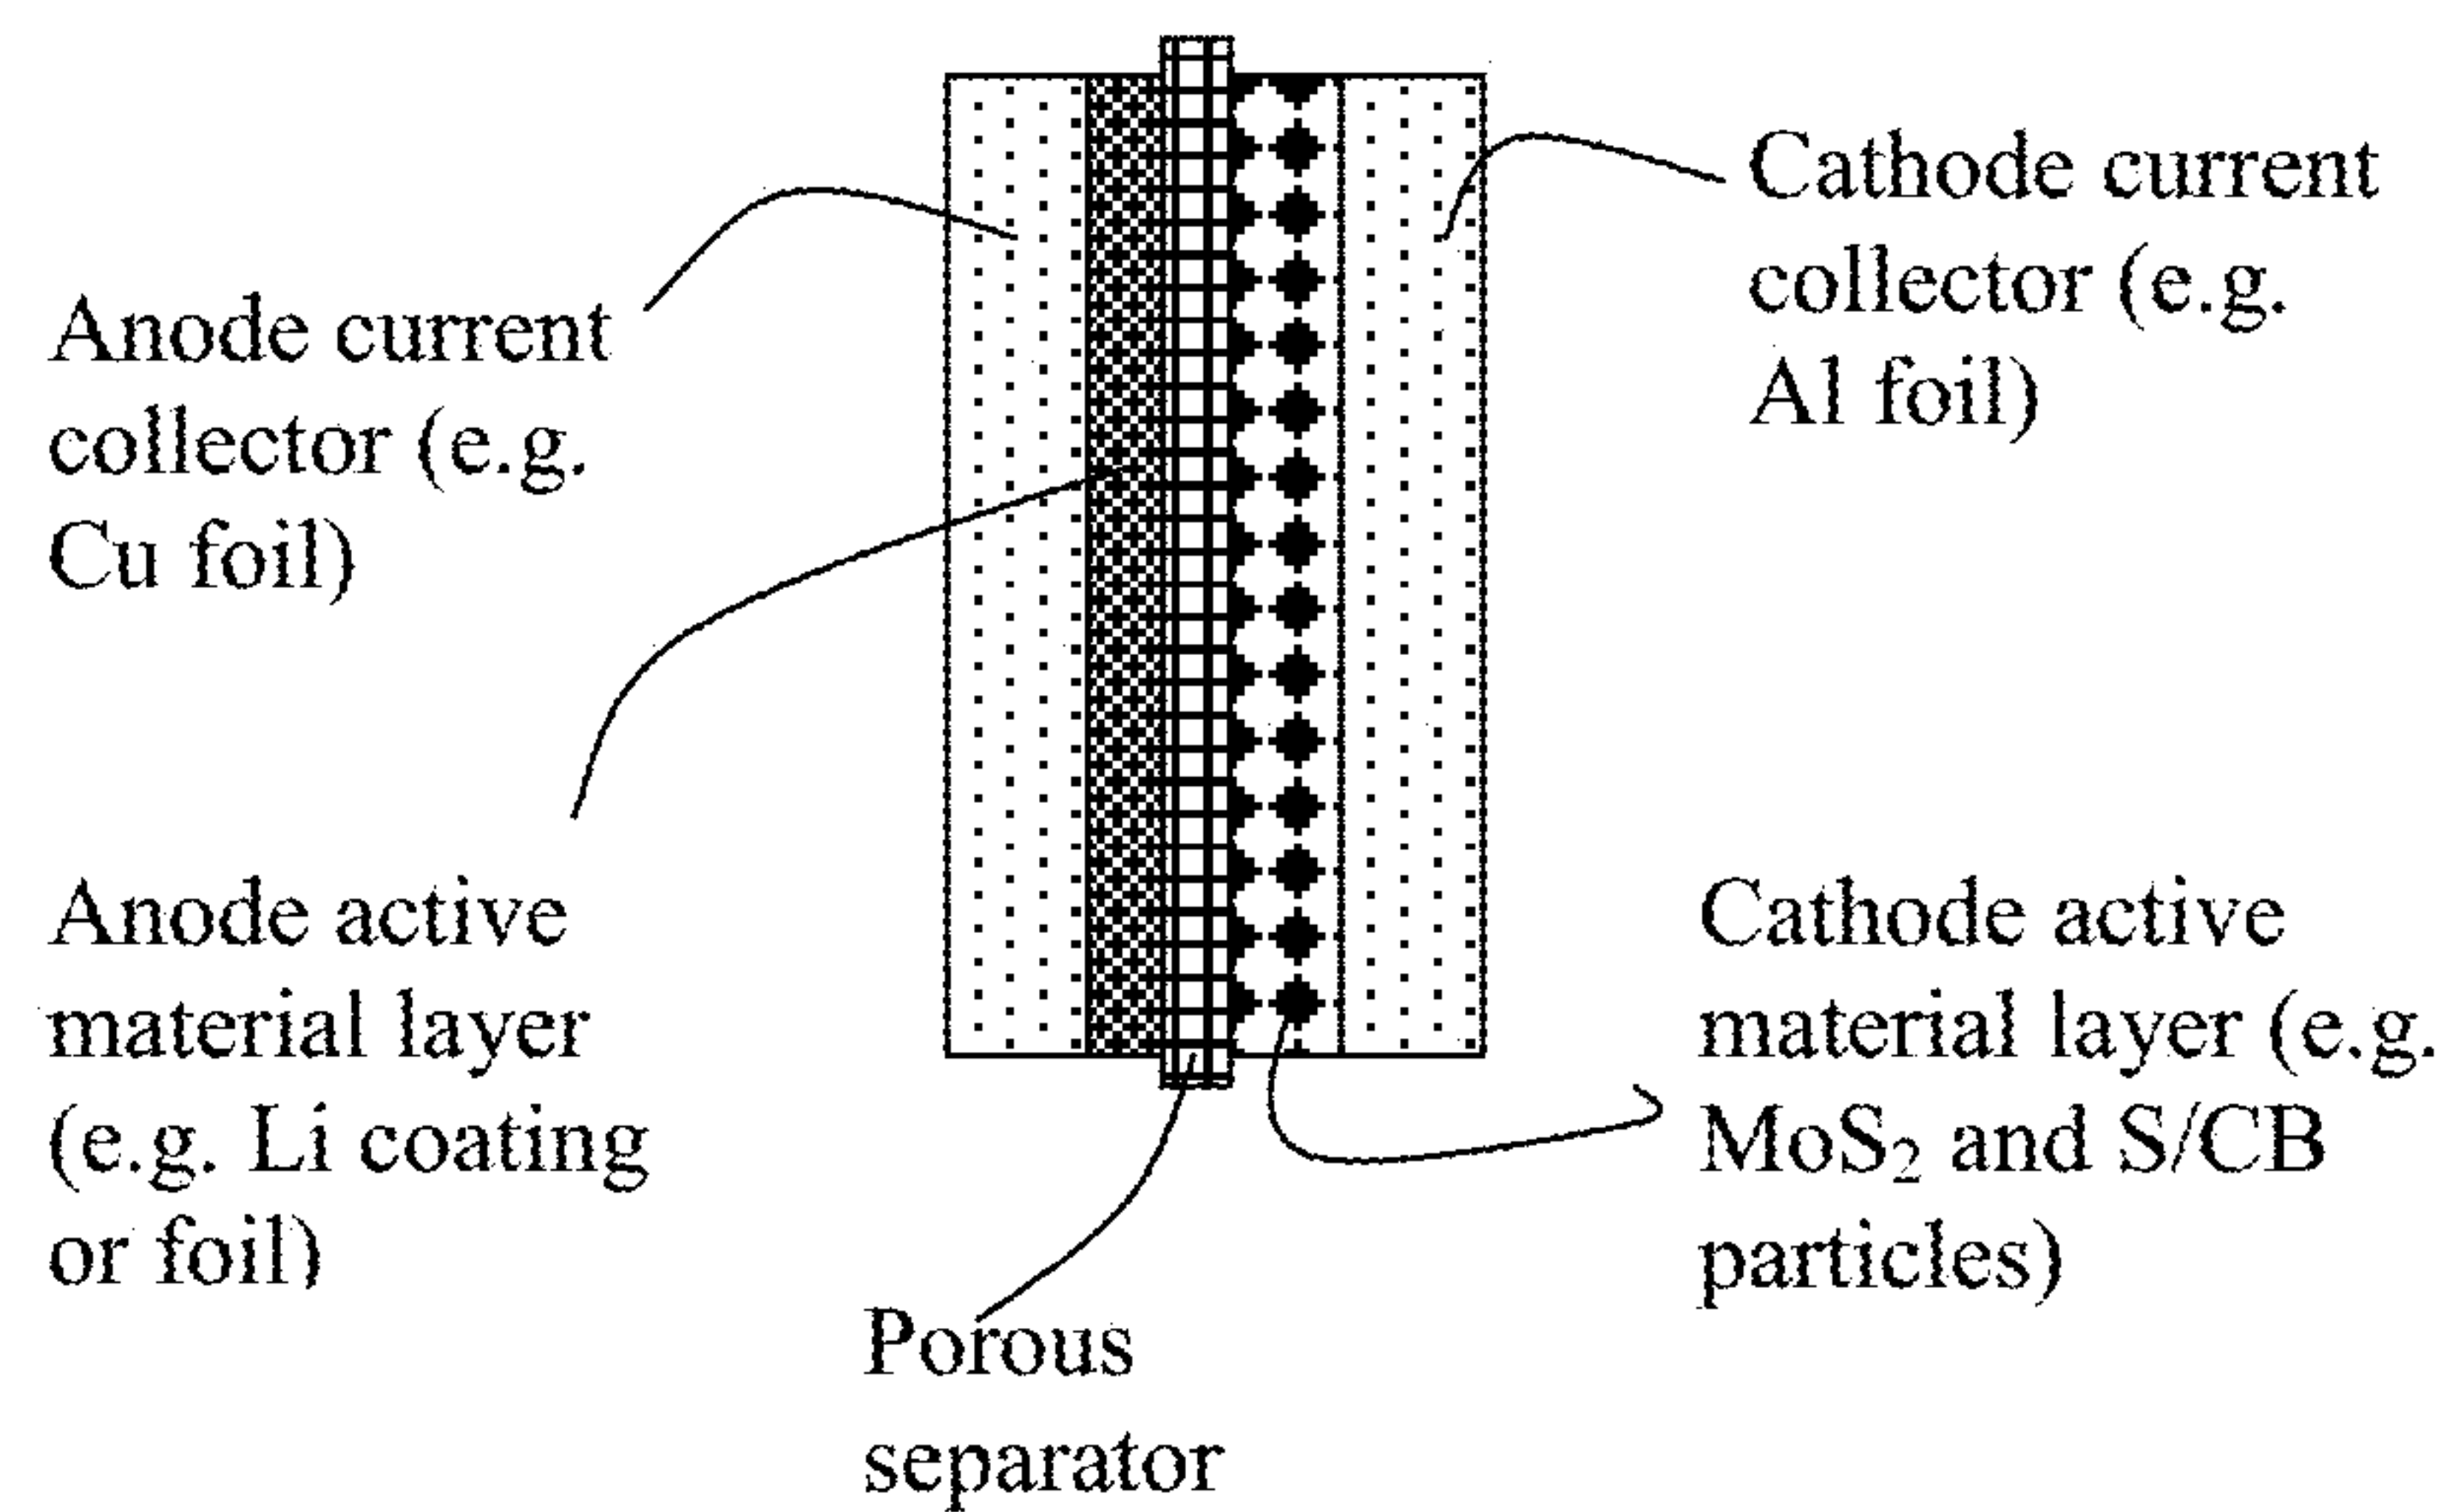 Anode current
collector (e.g.
Cu foil)
Cathode current
collector (e.g.
Al foil)
Anode active
material layer
(e.g. Li coating
or foil)
Cathode active
material layer (e.g.
MoS₂ and S/CB
particles)
Porous
separator